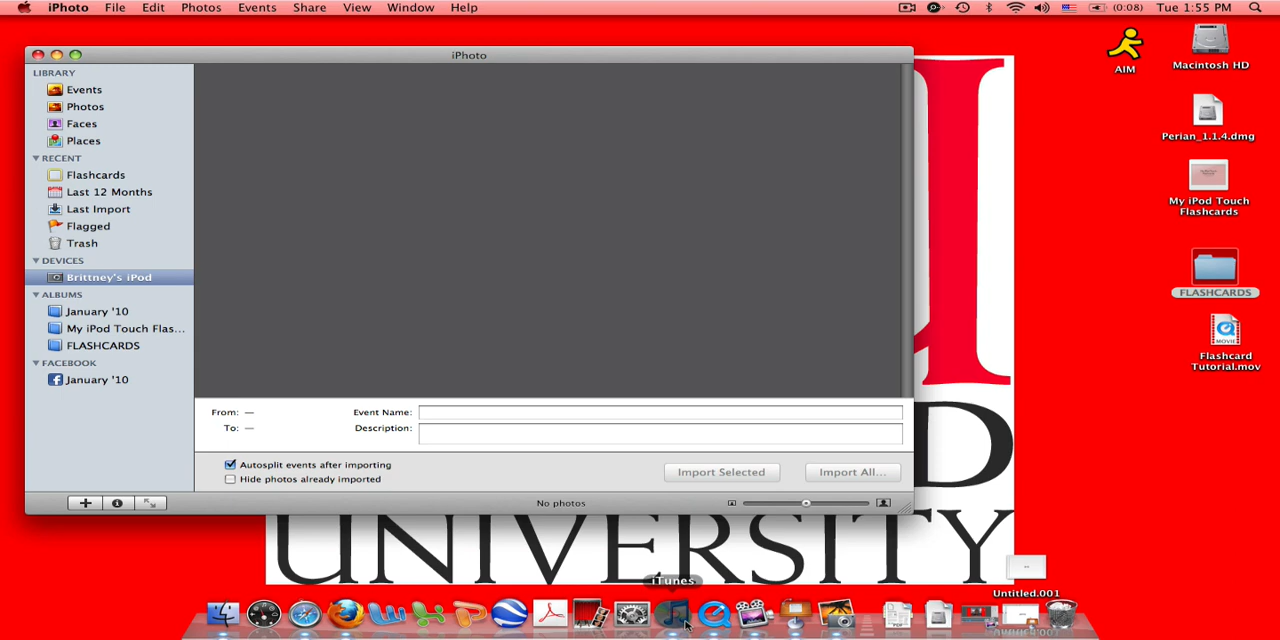 iPhoto File Edit Photos Events Share View Window Help (0:08) Tue 1:55 PM
iPhoto
LIBRARY
Events
Photos
Faces
Places
RECENT
Flashcards
Last 12 Months
Last Import
Flagged
Trash
DEVICES
Brittney's iPod
ALBUMS
January '10
My iPod Touch Flas...
FLASHCARDS
FACEBOOK
January '10
From: — Event Name:
To: — Description:
Autosplit events after importing
Hide photos already imported
Import Selected Import All...
No photos
AIM
Macintosh HD
Perian_1.1.4.dmg
My iPod Touch
Flashcards
FLASHCARDS
MOVIE
Flashcard
Tutorial.mov
D
UNIVERSITY
iTunes
Untitled.001